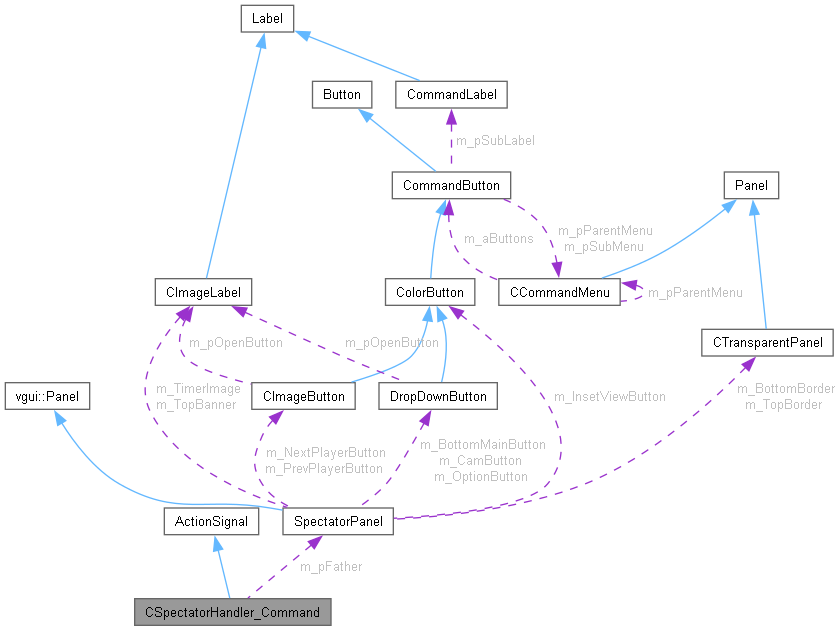 Label
Button
CommandLabel
m_pSubLabel
CommandButton
Panel
m_pParentMenu
m_pSubMenu
m_aButtons
CImageLabel
ColorButton
CCommandMenu
m_pParentMenu
m_pOpenButton
m_pOpenButton
CTransparentPanel
vgui::Panel
m_TimerImage
m_TopBanner
CImageButton
DropDownButton
m_InsetViewButton
m_BottomBorder
m_TopBorder
m_NextPlayerButton
m_PrevPlayerButton
m_BottomMainButton
m_CamButton
m_OptionButton
ActionSignal
SpectatorPanel
m_pFather
CSpectatorHandler_Command